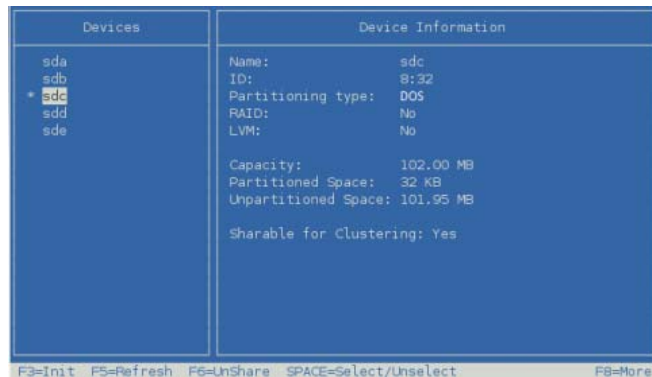 Devices
Device Information
sda
sdb
* sdc
sdd
sde
Name: sdc
ID: 8:32
Partitioning type: DOS
RAID: No
LVM: No
Capacity: 102.00 MB
Partitioned Space: 32 KB
Unpartitioned Space: 101.95 MB
Sharable for Clustering: Yes
F3=Init F5=Refresh F6=UnShare SPACE=Select/Unselect F8=More